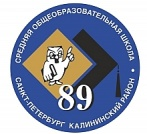 СРЕДНЯЯ ОБЩЕОБРАЗОВАТЕЛЬНАЯ ШКОЛА
89
САНКТ-ПЕТЕРБУРГ КАЛИНИНСКИЙ РАЙОН